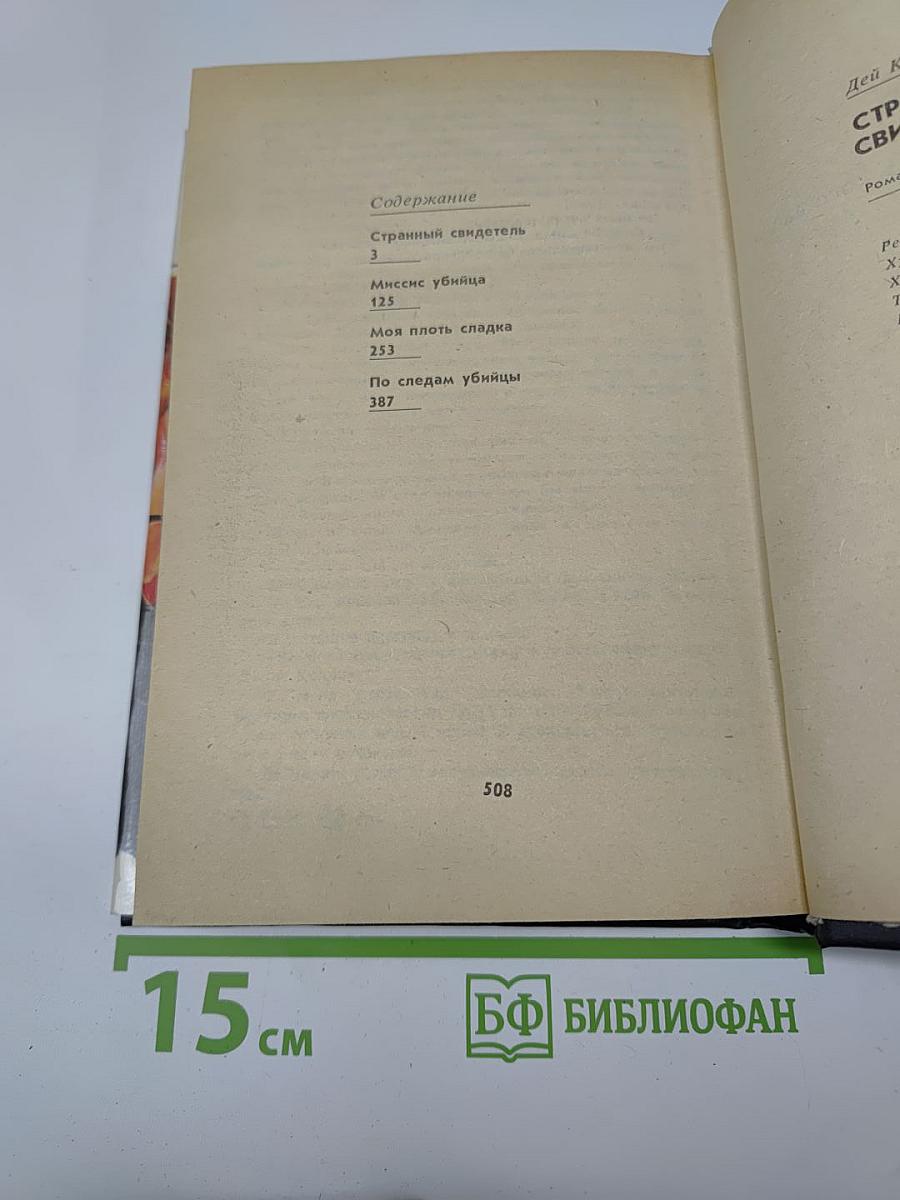 Содержание
Странный свидетель
3
Миссис убийца
125
Моя плоть сладка
253
По следам убийцы
387
508
Дей
15 см
БФ БИБЛИОФАН